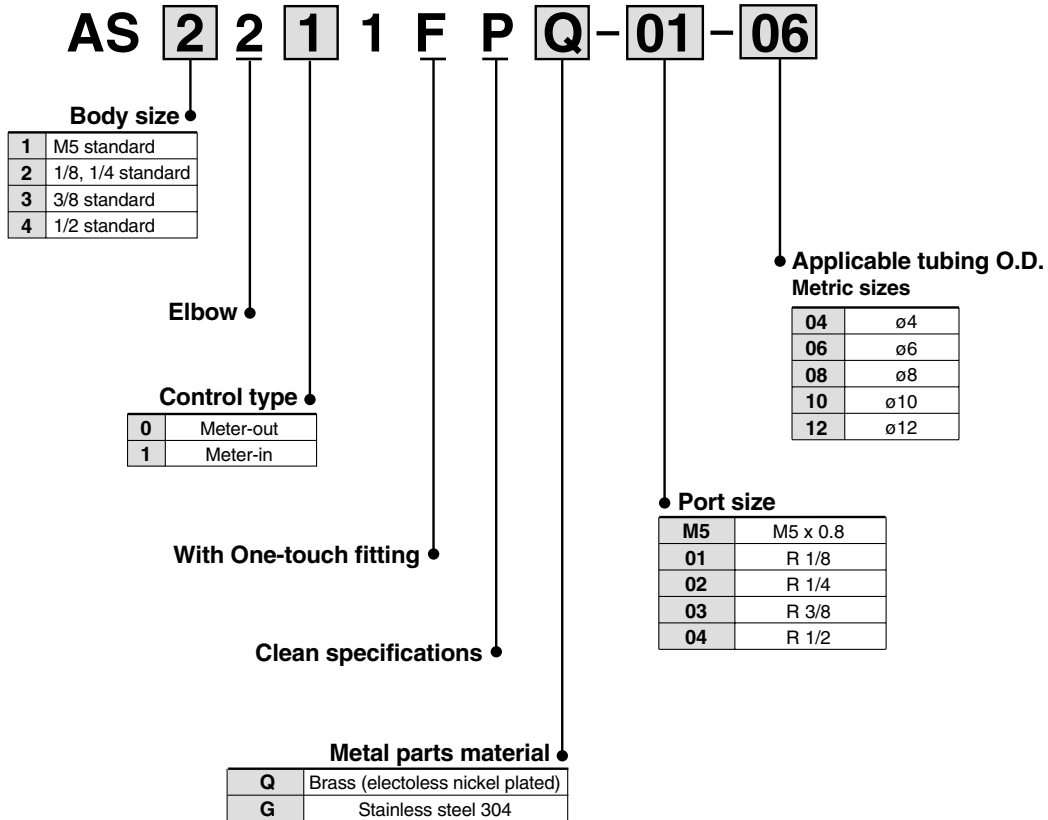 AS 2 2 1 1 F P Q - 01 - 06
Body size
1 M5 standard
2 1/8, 1/4 standard
3 3/8 standard
4 1/2 standard
Elbow
Control type
0 Meter-out
1 Meter-in
With One-touch fitting
Clean specifications
Metal parts material
Q Brass (electoless nickel plated)
G Stainless steel 304
Port size
M5 M5 x 0.8
01 R 1/8
02 R 1/4
03 R 3/8
04 R 1/2
Applicable tubing O.D.
Metric sizes
04 ø4
06 ø6
08 ø8
10 ø10
12 ø12